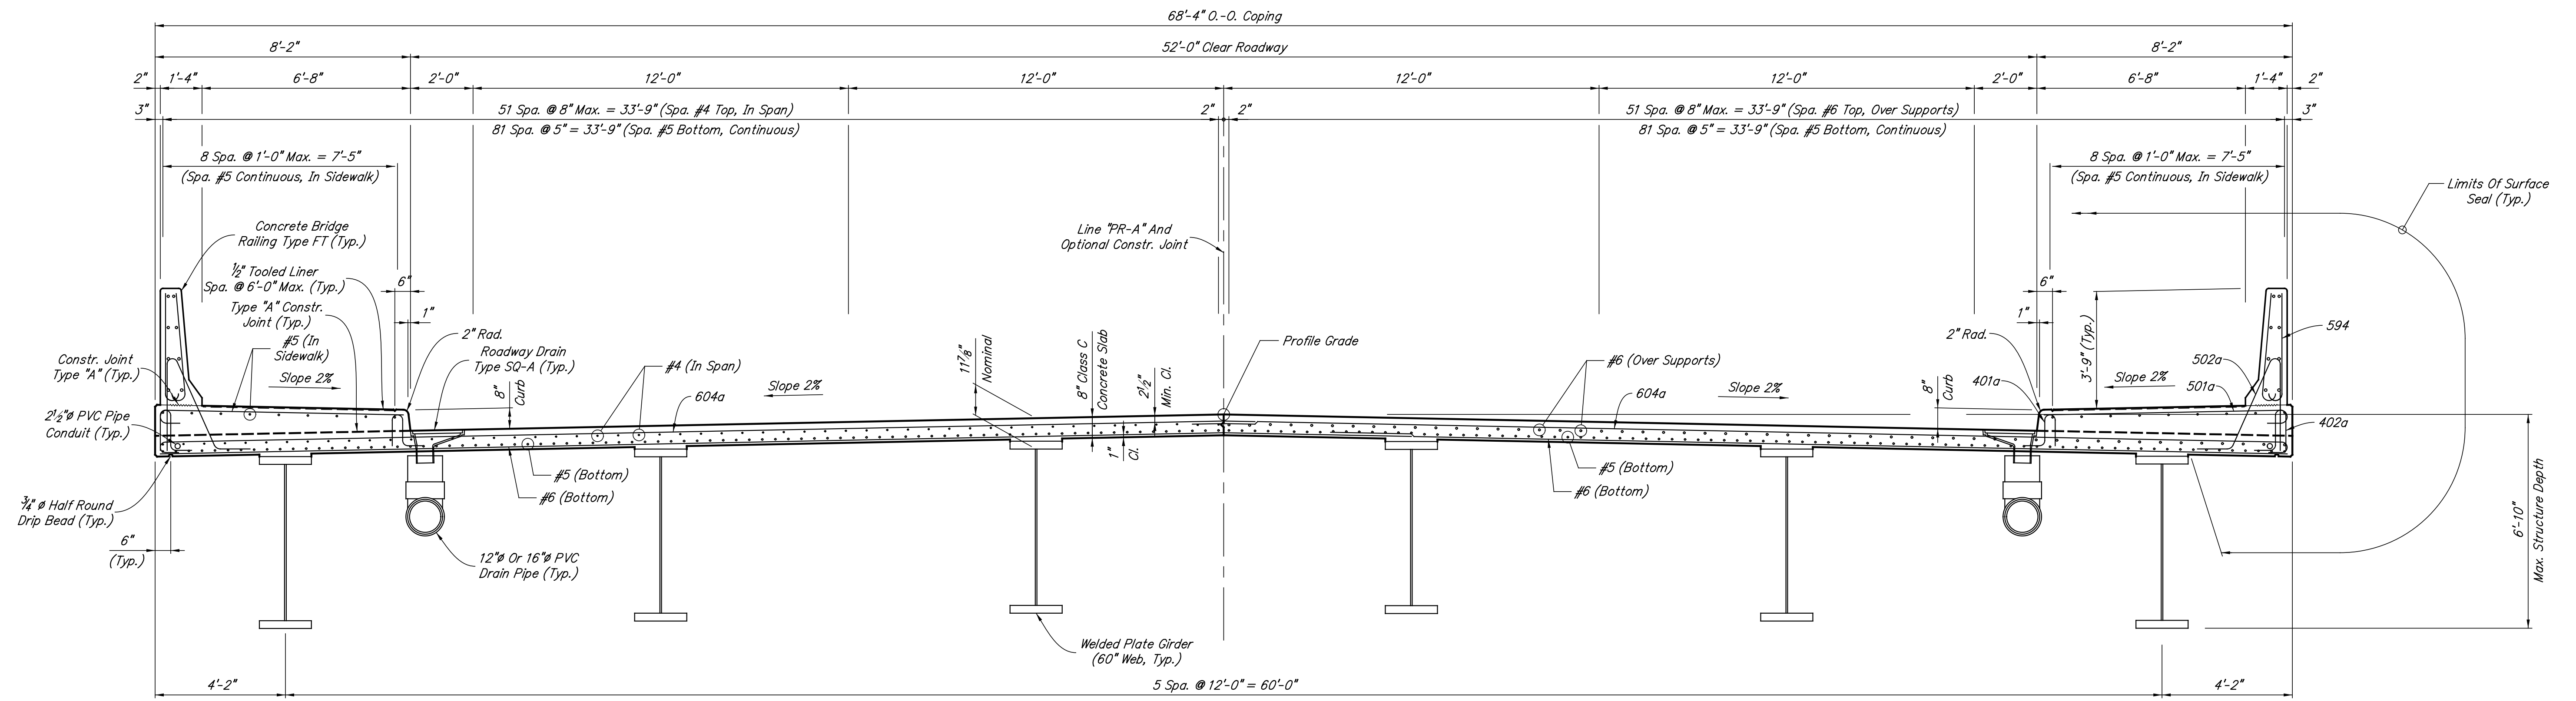 68'-4" O.-O. Coping
8'-2"
52'-0" Clear Roadway
8'-2"
2"
1'-4"
6'-8"
2'-0"
12'-0"
12'-0"
12'-0"
12'-0"
2'-0"
6'-8"
1'-4"
2"
3"
51 Spa. @ 8" Max. = 33'-9" (Spa. #4 Top, In Span)
81 Spa. @ 5" = 33'-9" (Spa. #5 Bottom, Continuous)
2"
2"
51 Spa. @ 8" Max. = 33'-9" (Spa. #6 Top, Over Supports)
81 Spa. @ 5" = 33'-9" (Spa. #5 Bottom, Continuous)
3"
8 Spa. @ 1'-0" Max. = 7'-5"
(Spa. #5 Continuous, In Sidewalk)
8 Spa. @ 1'-0" Max. = 7'-5"
(Spa. #5 Continuous, In Sidewalk)
Limits Of Surface
Seal (Typ.)
Concrete Bridge
Railing Type FT (Typ.)
Line "PR-A" And
Optional Constr. Joint
½" Tooled Liner
Spa. @ 6'-0" Max. (Typ.)
6"
6"
Type "A" Constr.
Joint (Typ.)
1"
1"
#5 (In
Sidewalk)
2" Rad.
Roadway Drain
Type SQ-A (Typ.)
Constr. Joint
Type "A" (Typ.)
Slope 2%
8"
Curb
#4 (In Span)
604a
Slope 2%
11⅞"
Nominal
8" Class C
Concrete Slab
2½"
Min. Cl.
1"
Cl.
Profile Grade
#6 (Over Supports)
604a
Slope 2%
8"
Curb
2" Rad.
401a
3'-9" (Typ.)
Slope 2%
502a
501a
594
402a
2½"ø PVC Pipe
Conduit (Typ.)
¾" ø Half Round
Drip Bead (Typ.)
6"
(Typ.)
#5 (Bottom)
#6 (Bottom)
#5 (Bottom)
#6 (Bottom)
12"ø Or 16"ø PVC
Drain Pipe (Typ.)
Welded Plate Girder
(60" Web, Typ.)
6'-10"
Max. Structure Depth
4'-2"
5 Spa. @ 12'-0" = 60'-0"
4'-2"